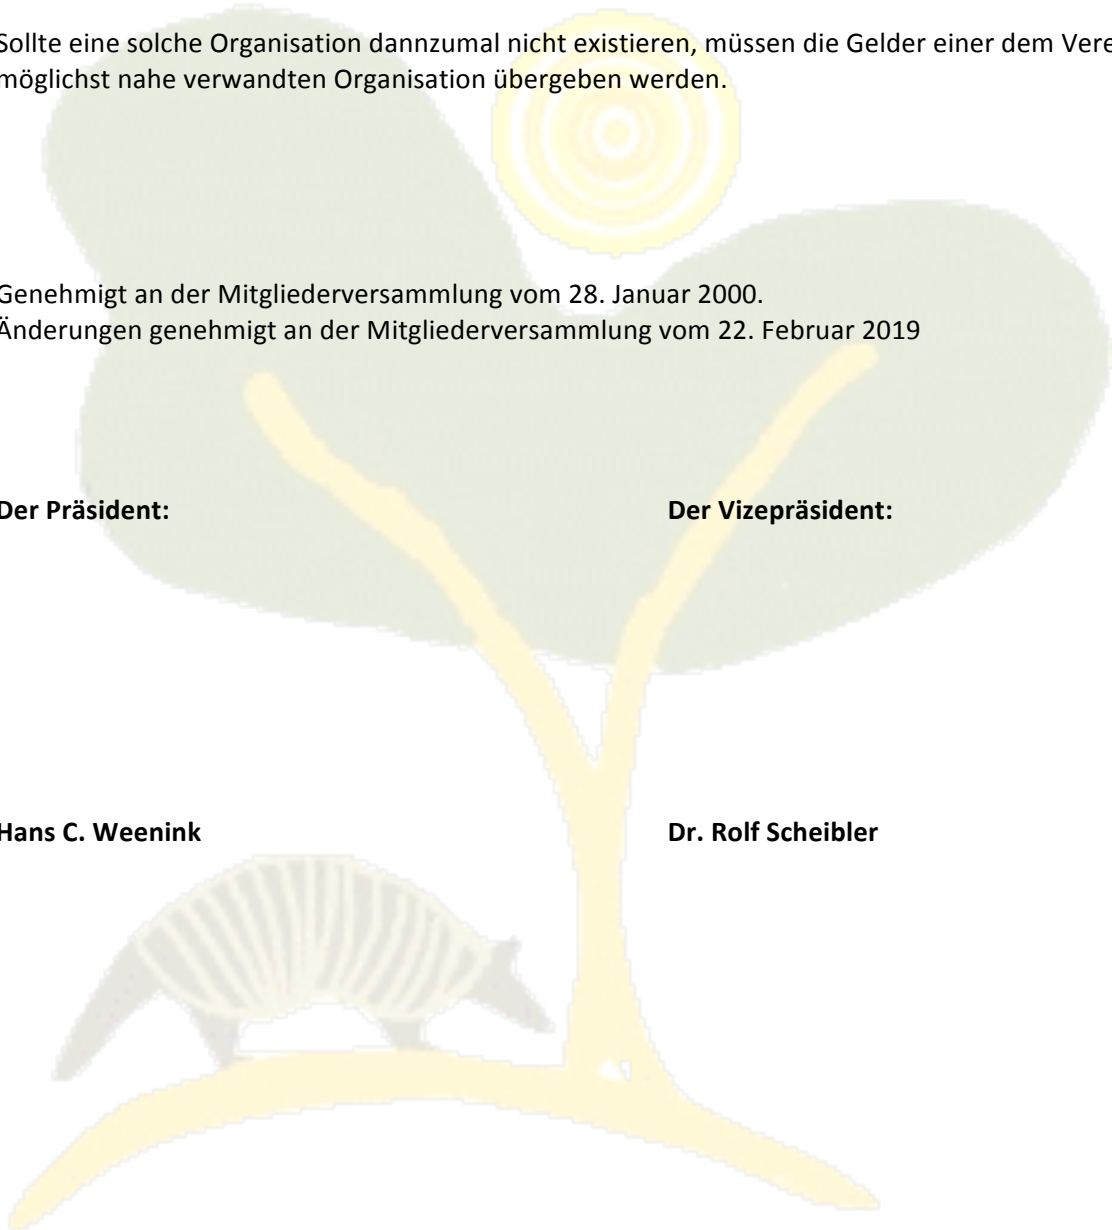 Sollte eine solche Organisation dannzumal nicht existieren, müssen die Gelder einer dem Vere
möglichst nahe verwandten Organisation übergeben werden.
Genehmigt an der Mitgliederversammlung vom 28. Januar 2000.
Änderungen genehmigt an der Mitgliederversammlung vom 22. Februar 2019
Der Präsident: Der Vizepräsident:
Hans C. Weenink Dr. Rolf Scheibler